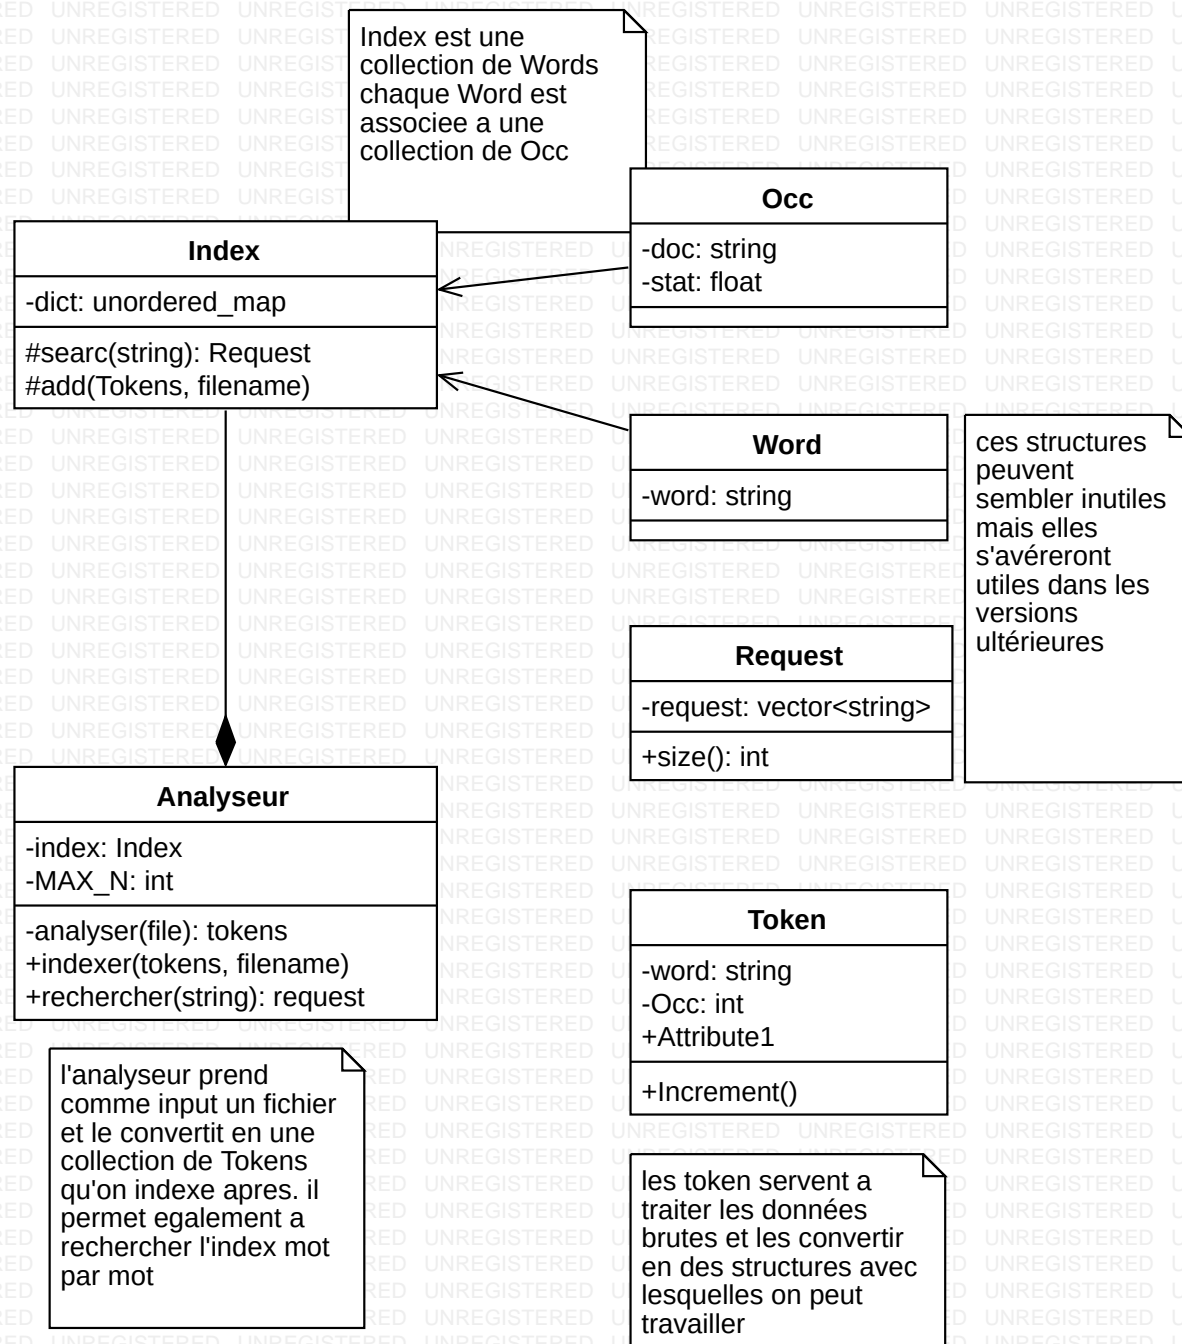 Index est une
collection de Words
chaque Word est
associee a une
collection de Occ
Occ
-doc: string
-stat: float
Index
-dict: unordered_map
#searc(string): Request
#add(Tokens, filename)
Word
-word: string
ces structures
peuvent
sembler inutiles
mais elles
s'avéreront
utiles dans les
versions
ultérieures
Request
-request: vector<string>
+size(): int
Analyseur
-index: Index
-MAX_N: int
-analyser(file): tokens
+indexer(tokens, filename)
+rechercher(string): request
Token
-word: string
-Occ: int
+Attribute1
+Increment()
l'analyseur prend
comme input un fichier
et le convertit en une
collection de Tokens
qu'on indexe apres. il
permet egalement a
rechercher l'index mot
par mot
les token servent a
traiter les données
brutes et les convertir
en des structures avec
lesquelles on peut
travailler
UNREGISTERED